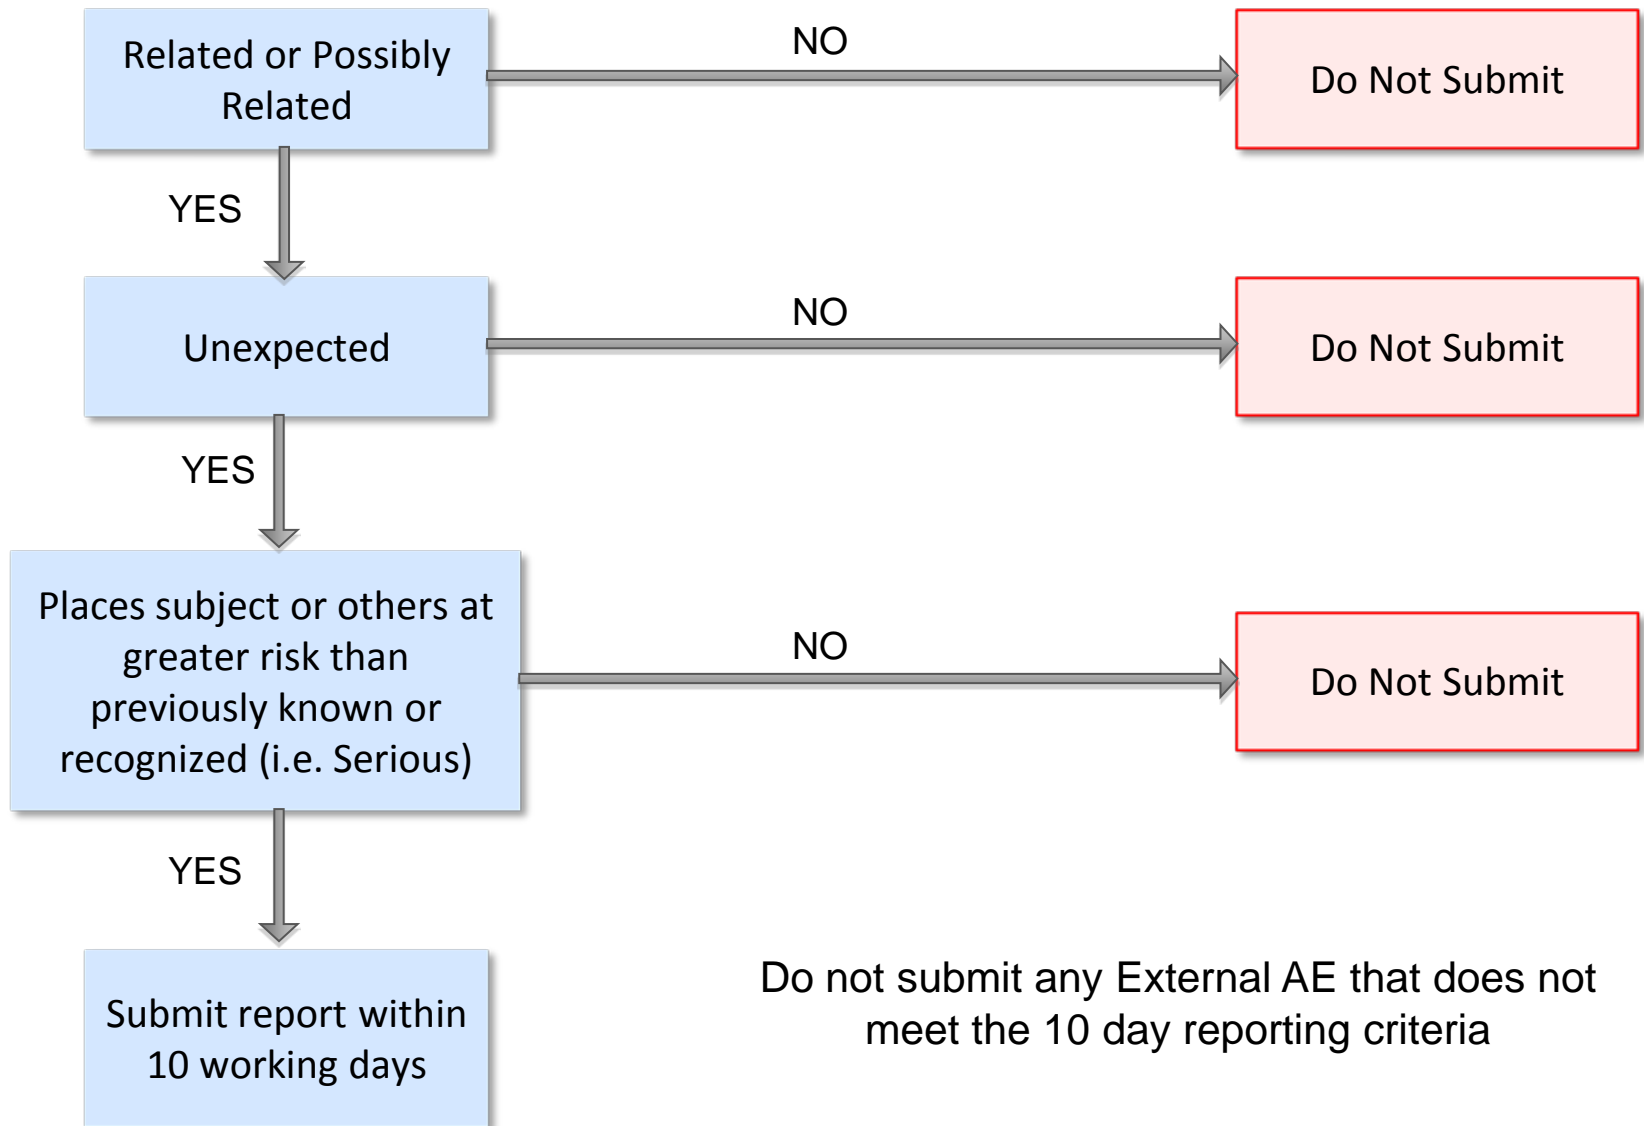 Related or Possibly
Related
NO
Do Not Submit
YES
Unexpected
NO
Do Not Submit
YES
Places subject or others at
greater risk than
previously known or
recognized (i.e. Serious)
NO
Do Not Submit
YES
Submit report within
10 working days
Do not submit any External AE that does not
meet the 10 day reporting criteria